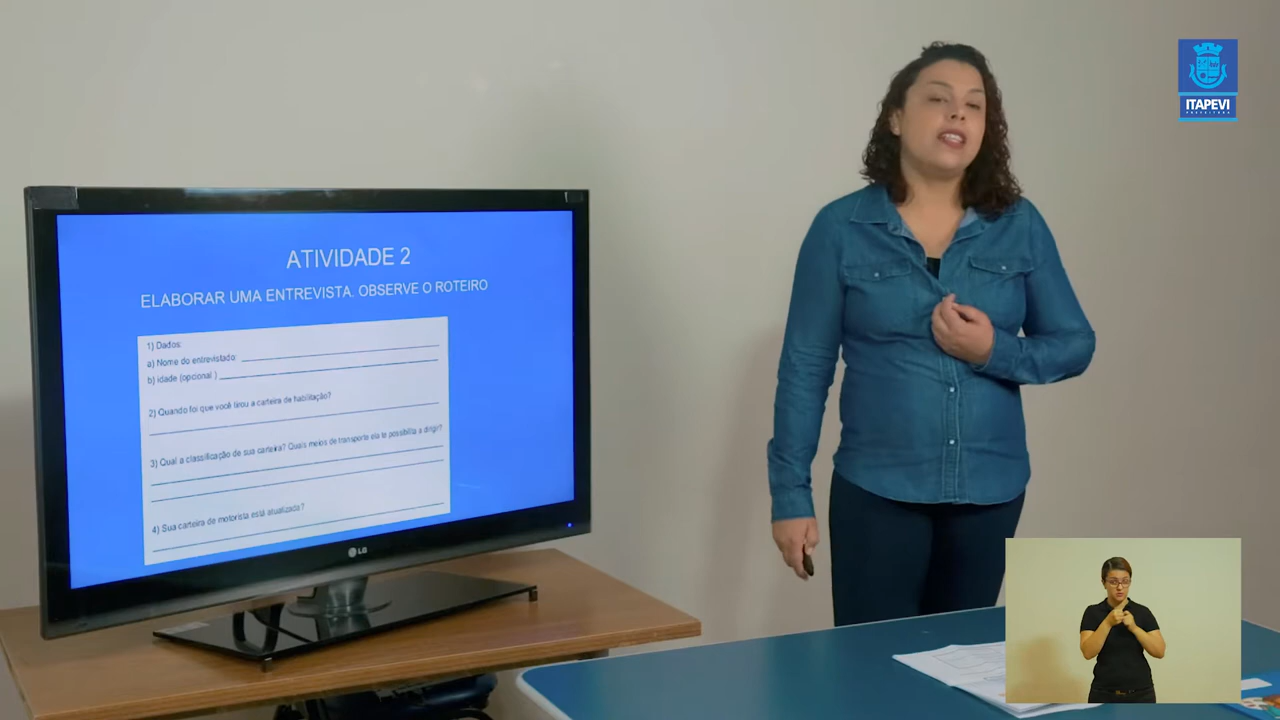 ATIVIDADE 2
ELABORAR UMA ENTREVISTA. OBSERVE O ROTEIRO
1) Dados:
a) Nome do entrevistado:
b) idade (opcional )
2) Quando foi que você tirou a carteira de habilitação?
3) Qual a classificação de sua carteira? Quais meios de transporte ela te possibilita a dirigir?
4) Sua carteira de motorista está atualizada?
LG
ITAPEVI
PREFEITURA